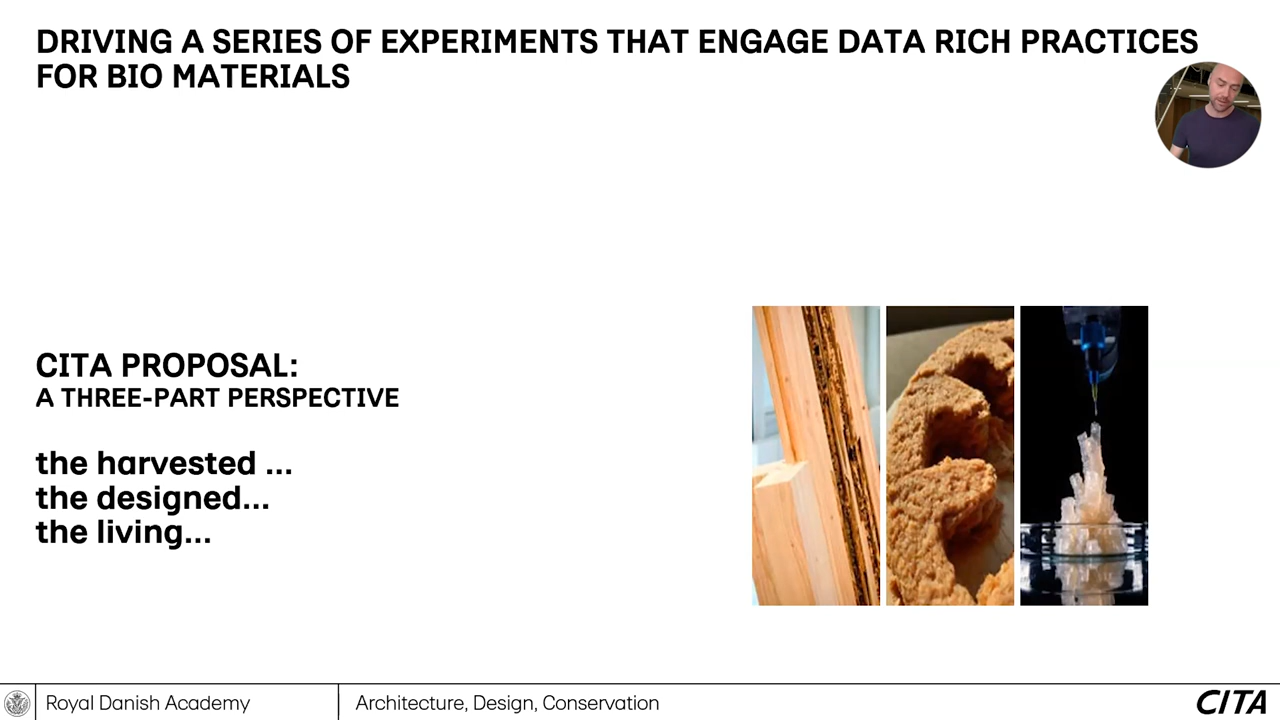 DRIVING A SERIES OF EXPERIMENTS THAT ENGAGE DATA RICH PRACTICES
FOR BIO MATERIALS
CITA PROPOSAL:
A THREE-PART PERSPECTIVE
the harvested ...
the designed...
the living...
Royal Danish Academy
Architecture, Design, Conservation
CITA